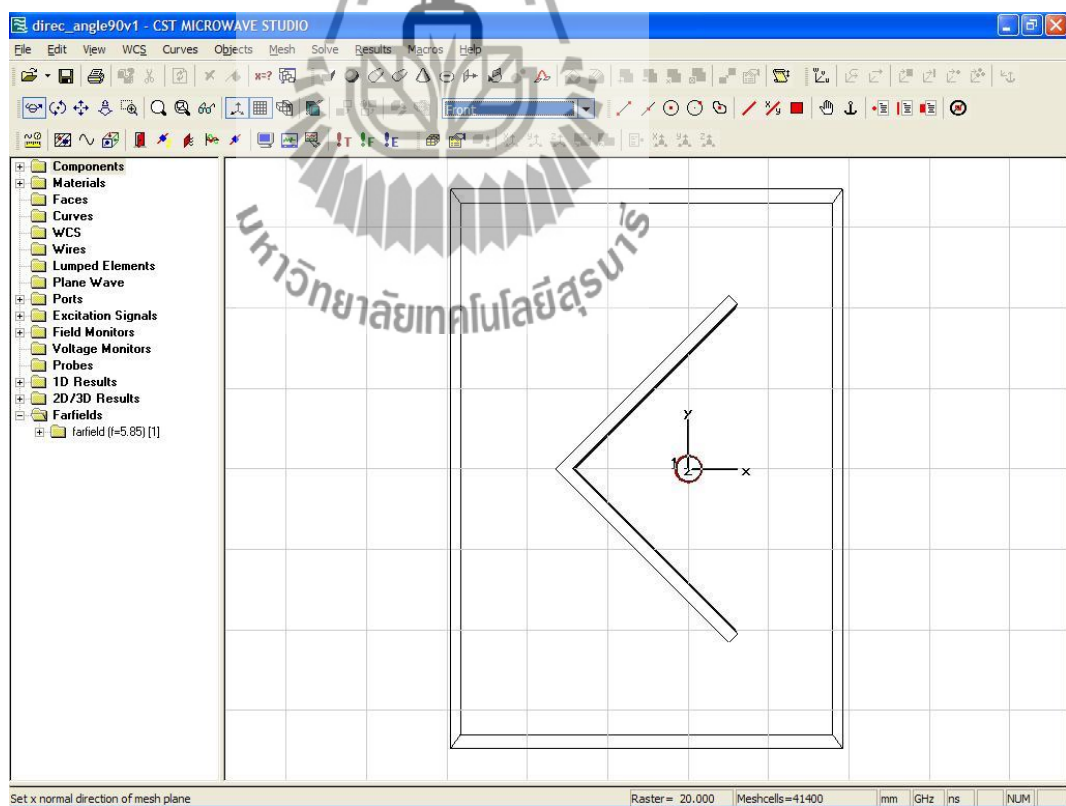 direc_angle90v1 - CST MICROWAVE STUDIO
File Edit View WCS Curves Objects Mesh Solve Results Macros Help
Front
Components
Materials
Faces
Curves
WCS
Wires
Lumped Elements
Plane Wave
Ports
Excitation Signals
Field Monitors
Voltage Monitors
Probes
1D Results
2D/3D Results
Farfields
farfield (f=5.85) [1]
มหาวิทยาลัยเทคโนโลยีสุรนารี
y
1
z
x
Set x normal direction of mesh plane
Raster= 20.000 Meshcells=41400 mm GHz ns NUM